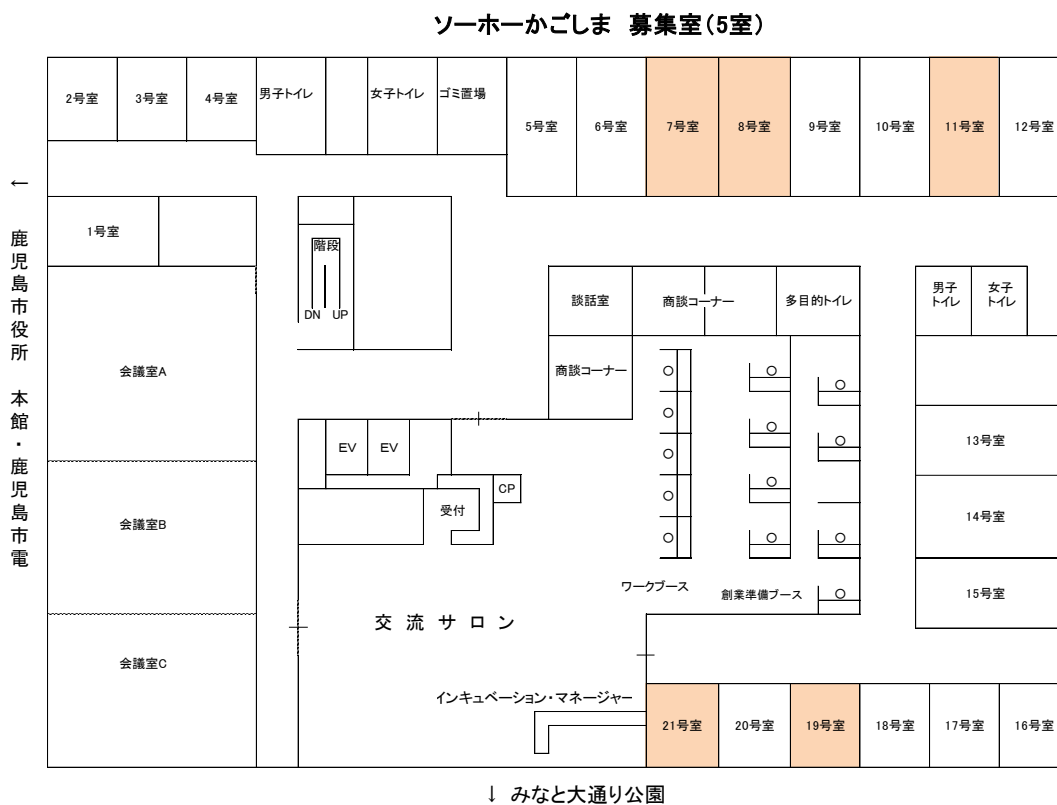 ソーホーかごしま 募集室(5室)
2号室
3号室
4号室
男子トイレ
女子トイレ
ゴミ置場
5号室
6号室
7号室
8号室
9号室
10号室
11号室
12号室
← 鹿児島市役所 本館・鹿児島市電
1号室
階段
DN UP
談話室
商談コーナー
多目的トイレ
男子
トイレ
女子
トイレ
会議室A
商談コーナー
EV
EV
13号室
CP
受付
14号室
会議室B
ワークブース
創業準備ブース
15号室
交流サロン
会議室C
インキュベーション・マネージャー
21号室
20号室
19号室
18号室
17号室
16号室
↓ みなと大通り公園